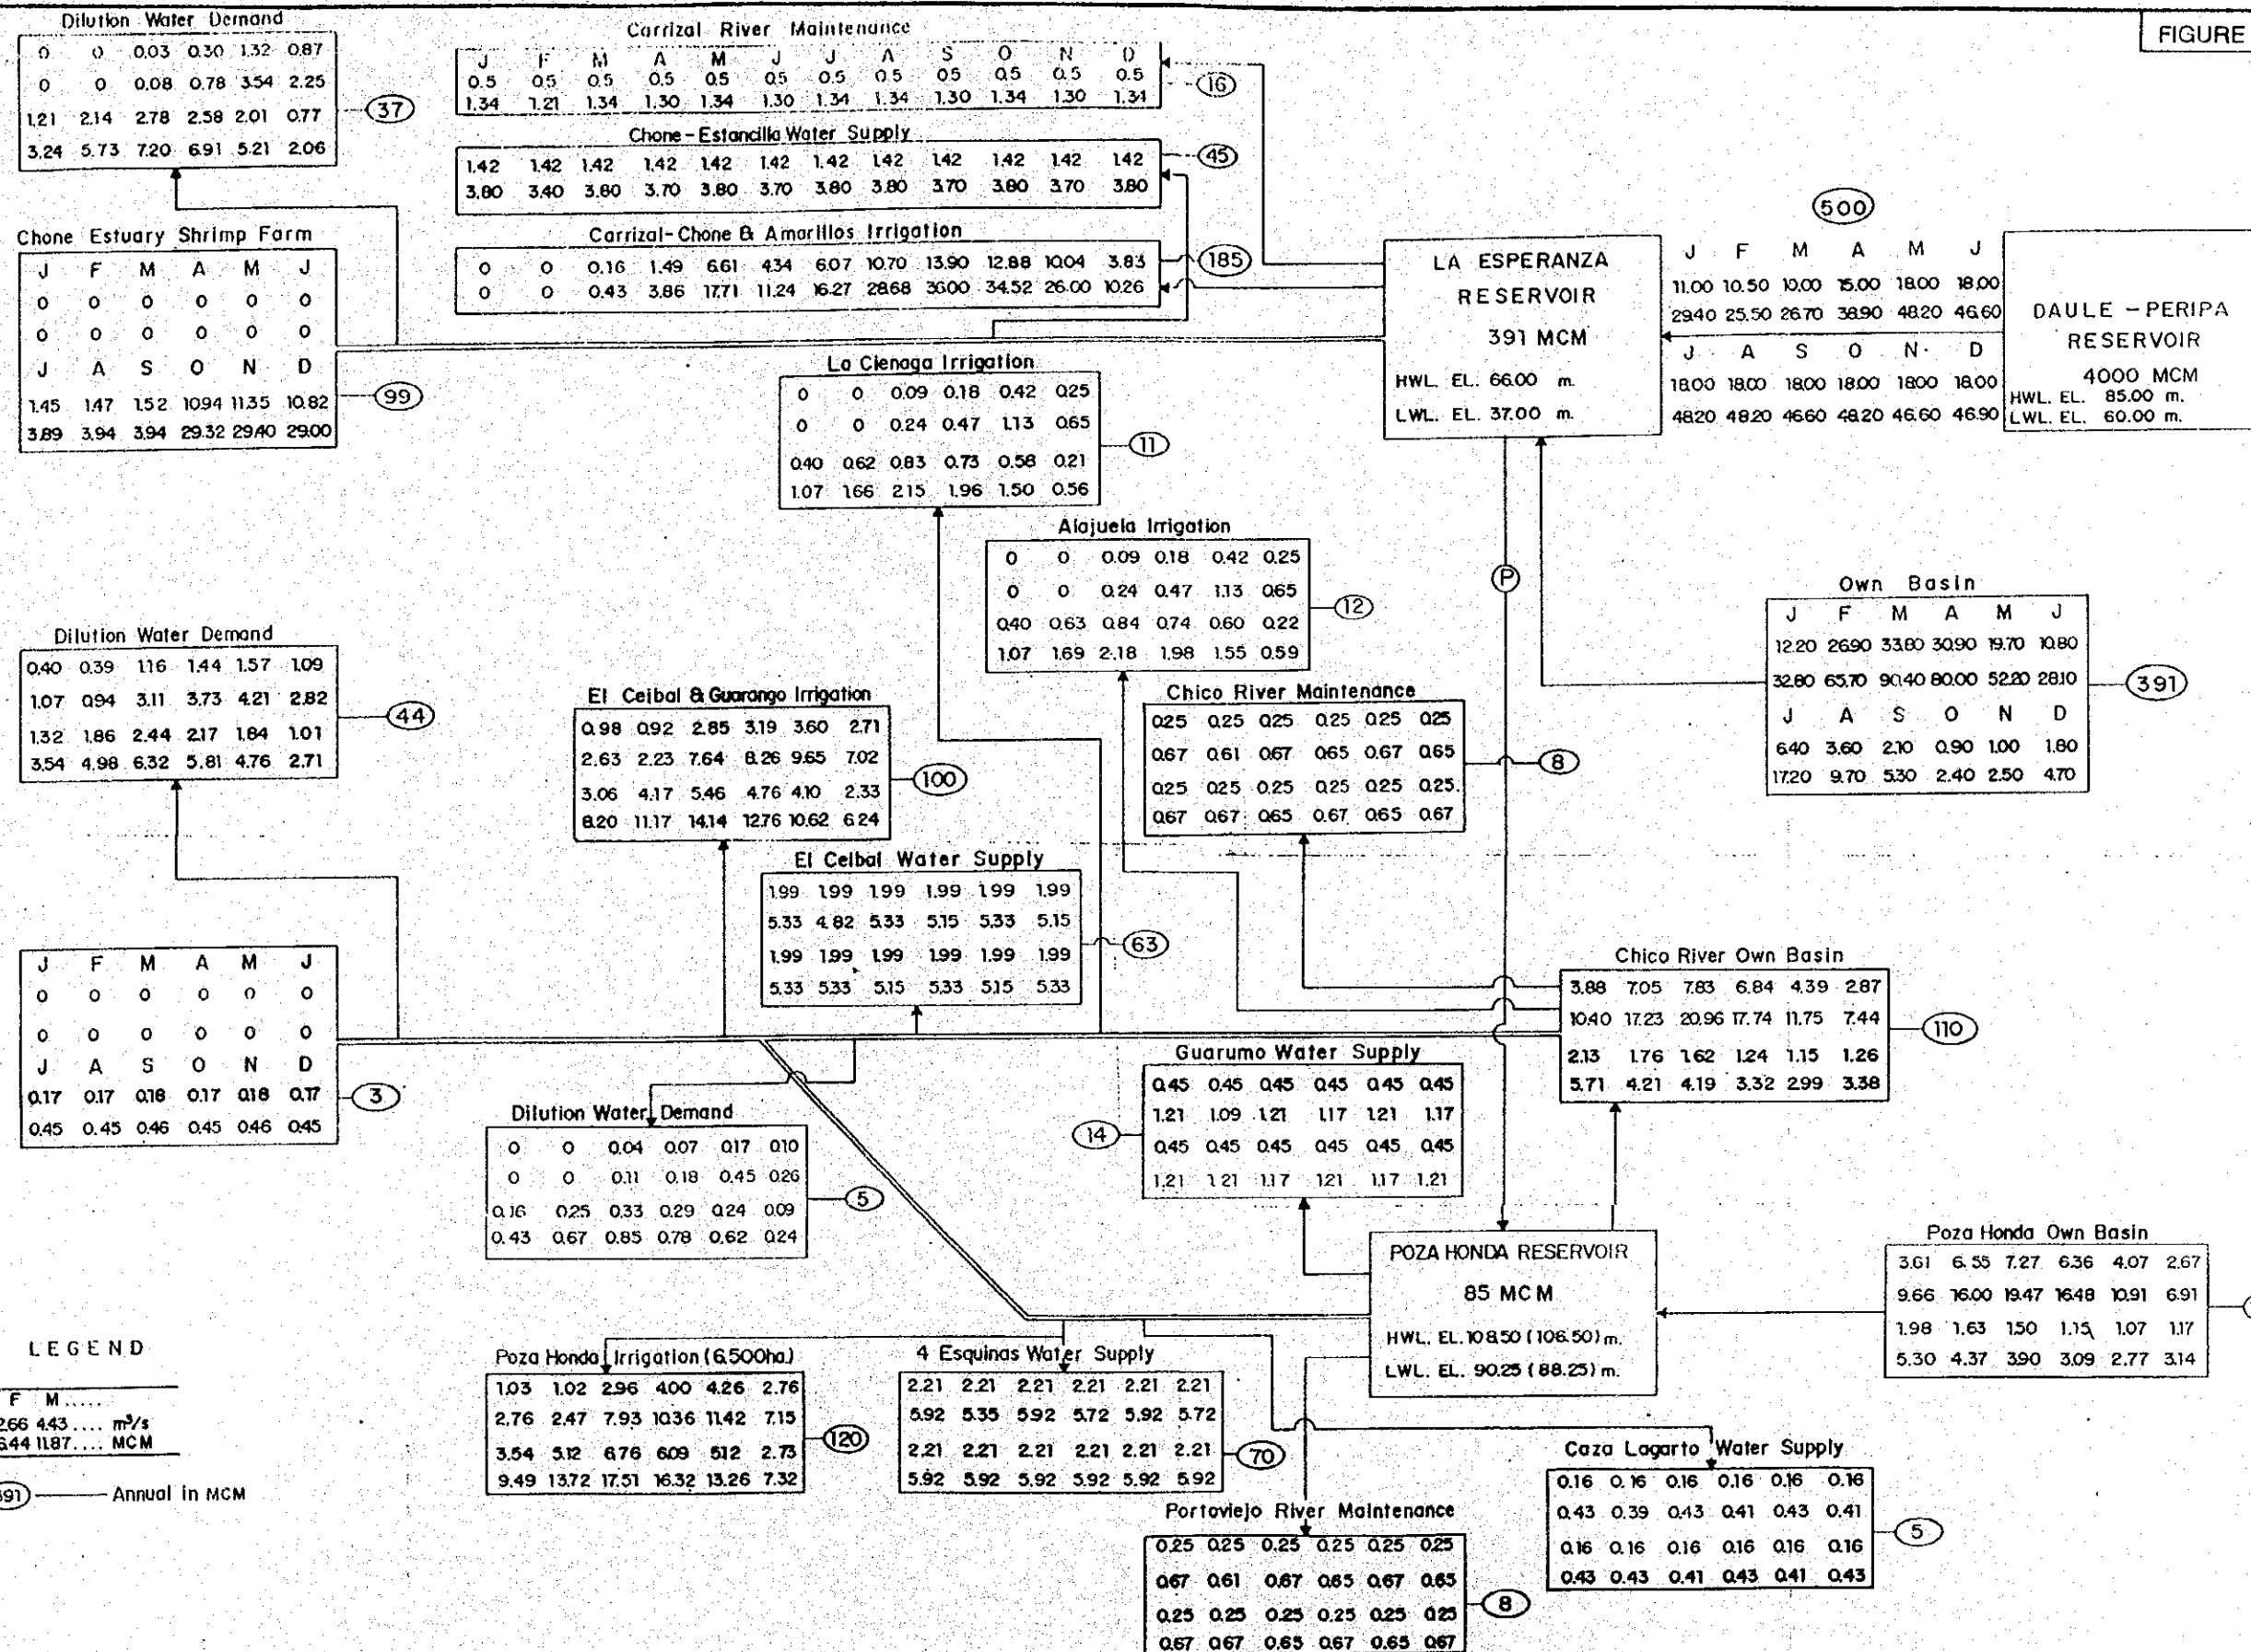 FIGURE
Dilution Water Demand
0 0 0.03 0.30 1.32 0.87
0 0 0.08 0.78 3.54 2.25
1.21 2.14 2.78 2.58 2.01 0.77
3.24 5.73 7.20 6.91 5.21 2.06
37
Carrizal River Maintenance
J F M A M J J A S O N D
0.5 0.5 0.5 0.5 0.5 0.5 0.5 0.5 0.5 0.5 0.5 0.5
1.34 1.21 1.34 1.30 1.34 1.30 1.34 1.34 1.30 1.34 1.30 1.34
16
Chone-Estancilla Water Supply
1.42 1.42 1.42 1.42 1.42 1.42 1.42 1.42 1.42 1.42 1.42 1.42
3.80 3.40 3.80 3.70 3.80 3.70 3.80 3.80 3.70 3.80 3.70 3.80
45
Carrizal-Chone & Amarillos Irrigation
0 0 0.16 1.49 6.61 4.34 6.07 10.70 13.90 12.88 10.04 3.83
0 0 0.43 3.86 17.71 11.24 16.27 28.68 36.00 34.52 26.00 10.26
185
Chone Estuary Shrimp Farm
J F M A M J
0 0 0 0 0 0
0 0 0 0 0 0
J A S O N D
1.45 1.47 1.52 10.94 11.35 10.82
3.89 3.94 3.94 29.32 29.40 29.00
99
LA ESPERANZA
RESERVOIR
391 MCM
HWL. EL. 66.00 m.
LWL. EL. 37.00 m.
500
J F M A M J
11.00 10.50 10.00 15.00 18.00 18.00
29.40 25.50 26.70 38.90 48.20 46.60
J A S O N D
18.00 18.00 18.00 18.00 18.00 18.00
48.20 48.20 46.60 48.20 46.60 46.90
DAULE - PERIPA
RESERVOIR
4000 MCM
HWL. EL. 85.00 m.
LWL. EL. 60.00 m.
La Cienaga Irrigation
0 0 0.09 0.18 0.42 0.25
0 0 0.24 0.47 1.13 0.65
0.40 0.62 0.83 0.73 0.58 0.21
1.07 1.66 2.15 1.96 1.50 0.56
11
Alajuela Irrigation
0 0 0.09 0.18 0.42 0.25
0 0 0.24 0.47 1.13 0.65
0.40 0.63 0.84 0.74 0.60 0.22
1.07 1.69 2.18 1.98 1.55 0.59
12
P
Own Basin
J F M A M J
12.20 26.90 33.80 30.90 19.70 10.80
32.80 65.70 90.40 80.00 52.20 28.10
J A S O N D
6.40 3.60 2.10 0.90 1.00 1.80
17.20 9.70 5.30 2.40 2.50 4.70
391
Dilution Water Demand
0.40 0.39 1.16 1.44 1.57 1.09
1.07 0.94 3.11 3.73 4.21 2.82
1.32 1.86 2.44 2.17 1.84 1.01
3.54 4.98 6.32 5.81 4.76 2.71
44
El Ceibal & Guarango Irrigation
0.98 0.92 2.85 3.19 3.60 2.71
2.63 2.23 7.64 8.26 9.65 7.02
3.06 4.17 5.46 4.76 4.10 2.33
8.20 11.17 14.14 12.76 10.62 6.24
100
Chico River Maintenance
0.25 0.25 0.25 0.25 0.25 0.25
0.67 0.61 0.67 0.65 0.67 0.65
0.25 0.25 0.25 0.25 0.25 0.25
0.67 0.67 0.65 0.67 0.65 0.67
8
El Ceibal Water Supply
1.99 1.99 1.99 1.99 1.99 1.99
5.33 4.82 5.33 5.15 5.33 5.15
1.99 1.99 1.99 1.99 1.99 1.99
5.33 5.33 5.15 5.33 5.15 5.33
63
Chico River Own Basin
3.88 7.05 7.83 6.84 4.39 2.87
10.40 17.23 20.96 17.74 11.75 7.44
2.13 1.76 1.62 1.24 1.15 1.26
5.71 4.21 4.19 3.32 2.99 3.38
110
J F M A M J
0 0 0 0 0 0
0 0 0 0 0 0
J A S O N D
0.17 0.17 0.18 0.17 0.18 0.17
0.45 0.45 0.46 0.45 0.46 0.45
3
Guarumo Water Supply
0.45 0.45 0.45 0.45 0.45 0.45
1.21 1.09 1.21 1.17 1.21 1.17
0.45 0.45 0.45 0.45 0.45 0.45
1.21 1.21 1.17 1.21 1.17 1.21
14
Dilution Water Demand
0 0 0.04 0.07 0.17 0.10
0 0 0.11 0.18 0.45 0.26
0.16 0.25 0.33 0.29 0.24 0.09
0.43 0.67 0.85 0.78 0.62 0.24
5
POZA HONDA RESERVOIR
85 MCM
HWL. EL. 108.50 (106.50) m.
LWL. EL. 90.25 (88.25) m.
Poza Honda Own Basin
3.61 6.55 7.27 6.36 4.07 2.67
9.66 16.00 19.47 16.48 10.91 6.91
1.98 1.63 1.50 1.15 1.07 1.17
5.30 4.37 3.90 3.09 2.77 3.14
LEGEND
F M.....
2.66 4.43.... m³/s
6.44 11.87.... MCM
391 Annual in MCM
Poza Honda Irrigation (6.500ha.)
1.03 1.02 2.96 4.00 4.26 2.76
2.76 2.47 7.93 10.36 11.42 7.15
3.54 5.12 6.76 6.09 5.12 2.73
9.49 13.72 17.51 16.32 13.26 7.32
120
4 Esquinas Water Supply
2.21 2.21 2.21 2.21 2.21 2.21
5.92 5.35 5.92 5.72 5.92 5.72
2.21 2.21 2.21 2.21 2.21 2.21
5.92 5.92 5.92 5.92 5.92 5.92
70
Caza Lagarto Water Supply
0.16 0.16 0.16 0.16 0.16 0.16
0.43 0.39 0.43 0.41 0.43 0.41
0.16 0.16 0.16 0.16 0.16 0.16
0.43 0.43 0.41 0.43 0.41 0.43
5
Portoviejo River Maintenance
0.25 0.25 0.25 0.25 0.25 0.25
0.67 0.61 0.67 0.65 0.67 0.65
0.25 0.25 0.25 0.25 0.25 0.25
0.67 0.67 0.65 0.67 0.65 0.67
8